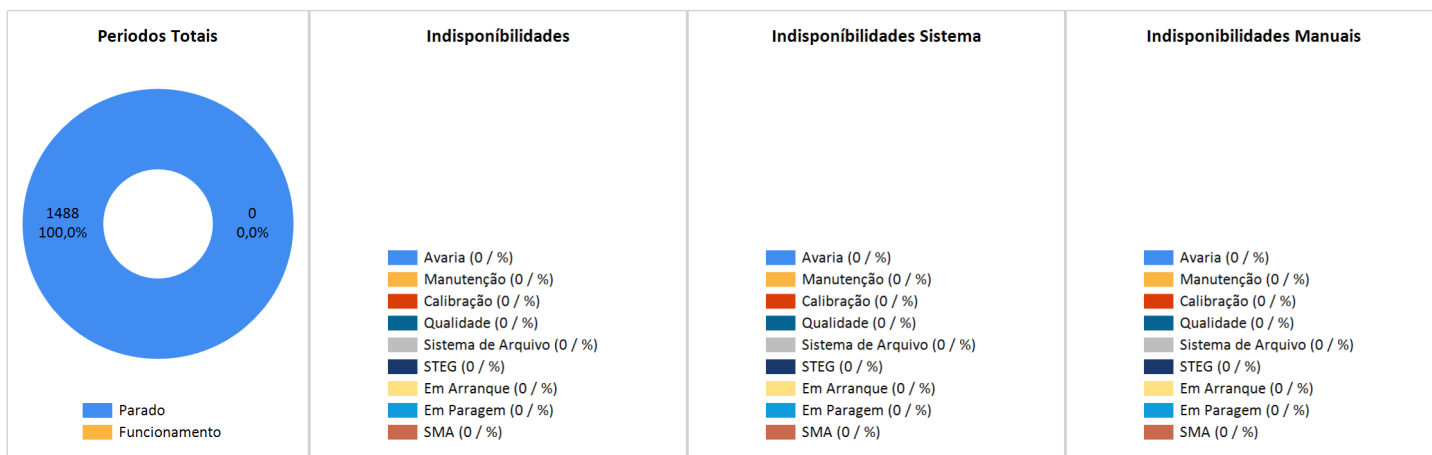 Periodos Totais
1488
100,0%
0
0,0%
Parado
Funcionamento
Indisponíbilidades
Avaria (0 / %)
Manutenção (0 / %)
Calibração (0 / %)
Qualidade (0 / %)
Sistema de Arquivo (0 / %)
STEG (0 / %)
Em Arranque (0 / %)
Em Paragem (0 / %)
SMA (0 / %)
Indisponíbilidades Sistema
Avaria (0 / %)
Manutenção (0 / %)
Calibração (0 / %)
Qualidade (0 / %)
Sistema de Arquivo (0 / %)
STEG (0 / %)
Em Arranque (0 / %)
Em Paragem (0 / %)
SMA (0 / %)
Indisponibilidades Manuais
Avaria (0 / %)
Manutenção (0 / %)
Calibração (0 / %)
Qualidade (0 / %)
Sistema de Arquivo (0 / %)
STEG (0 / %)
Em Arranque (0 / %)
Em Paragem (0 / %)
SMA (0 / %)